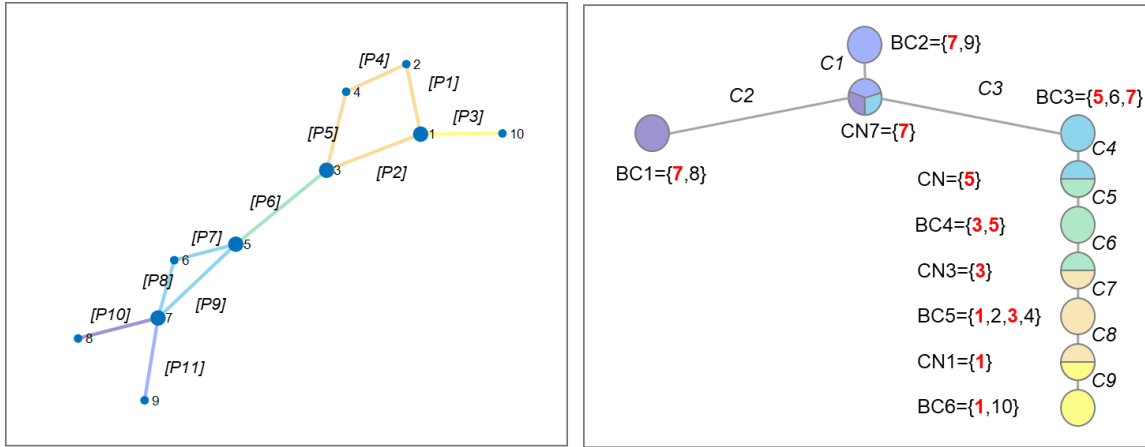 [P4]
2
[P1]
4
[P3]
[P5]
1
10
[P2]
3
[P6]
[P7]
5
6
[P8]
[P9]
[P10]
7
8
[P11]
9
BC2={7,9}
C1
C2
C3
BC3={5,6,7}
CN7={7}
BC1={7,8}
C4
CN={5}
C5
BC4={3,5}
C6
CN3={3}
C7
BC5={1,2,3,4}
C8
CN1={1}
C9
BC6={1,10}